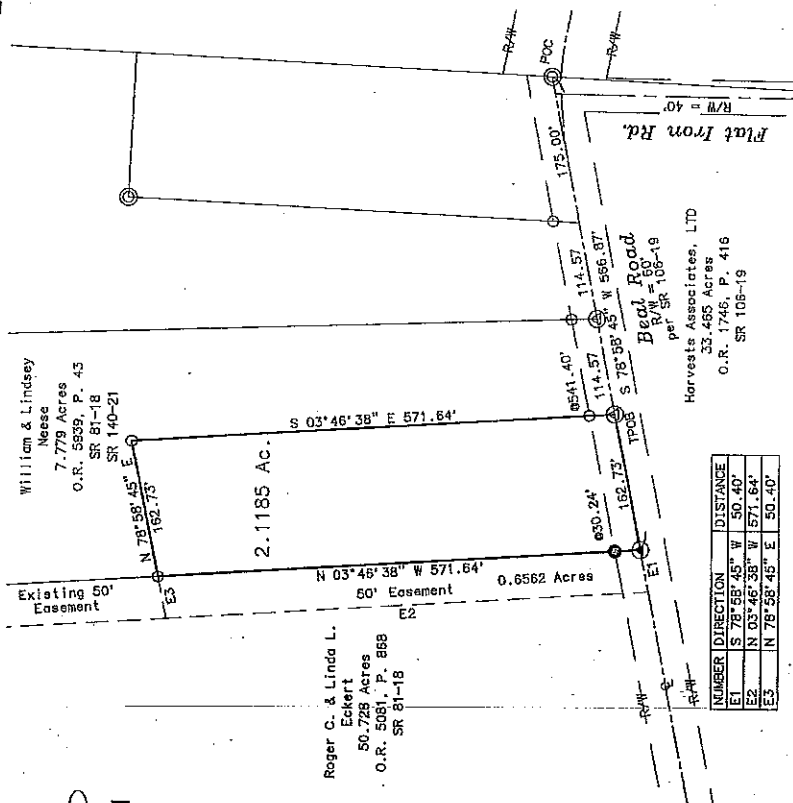 William & Lindsey
Neese
7.779 Acres
O.R. 5939, P. 43
SR 81-18
SR 140-21
R/W
R/W
POC
R/W = 40'
Flat Iron Rd.
175.00'
114.57
114.57
S 78°58'45" W 566.87'
Beal Road
R/W = 60'
per SR 106-19
Harvests Associates, LTD
33.465 Acres
O.R. 1746, P. 416
SR 106-19
N 78°58'45" E
162.73'
S 03°46'38" E 571.64'
@541.40'
TPOB
2.1185 Ac.
162.73'
@30.24'
N 03°46'38" W 571.64'
50' Easement
0.6562 Acres
Existing 50'
Easement
E3
E2
E1
Roger C. & Linda L.
Eckert
50.728 Acres
O.R. 5081, P. 868
SR 81-18
R/W
R/W
NUMBER DIRECTION DISTANCE
E1 S 78°58'45" W 50.40'
E2 N 03°46'38" W 571.64'
E3 N 78°58'45" E 50.40'